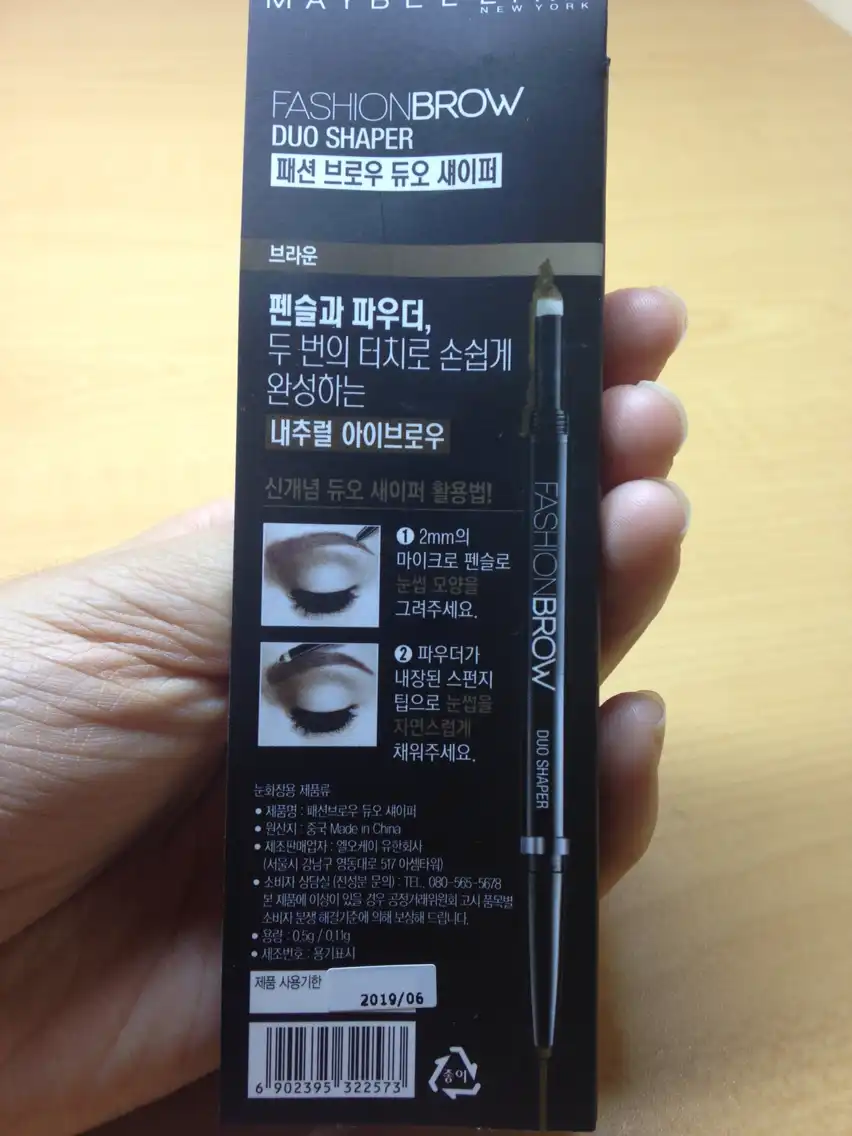 NEW YORK
FASHIONBROW
DUO SHAPER
패션 브로우 듀오 섀이퍼
브라운
펜슬과 파우더,
두 번의 터치로 손쉽게
완성하는
내추럴 아이브로우
신개념 듀오 섀이퍼 활용법!
1 2mm의
마이크로 펜슬로
눈썹 모양을
그려주세요.
2 파우더가
내장된 스펀지
팁으로 눈썹을
자연스럽게
채워주세요.
FASHIONBROW
DUO SHAPER
눈화장용 제품류
• 제품명 : 패션브로우 듀오 섀이퍼
• 원산지 : 중국 Made in China
• 제조판매업자 : 엘오케이 유한회사
(서울시 강남구 영동대로 517 아셈타워)
• 소비자 상담실 (전성분 문의) : TEL. 080-565-5678
본 제품에 이상이 있을 경우 공정거래위원회 고시 품목별
소비자 분쟁 해결기준에 의해 보상해 드립니다.
• 용량 : 0.5g / 0.11g
• 제조번호 : 용기표시
제품 사용기한
2019/06
6 902395 322573
종이